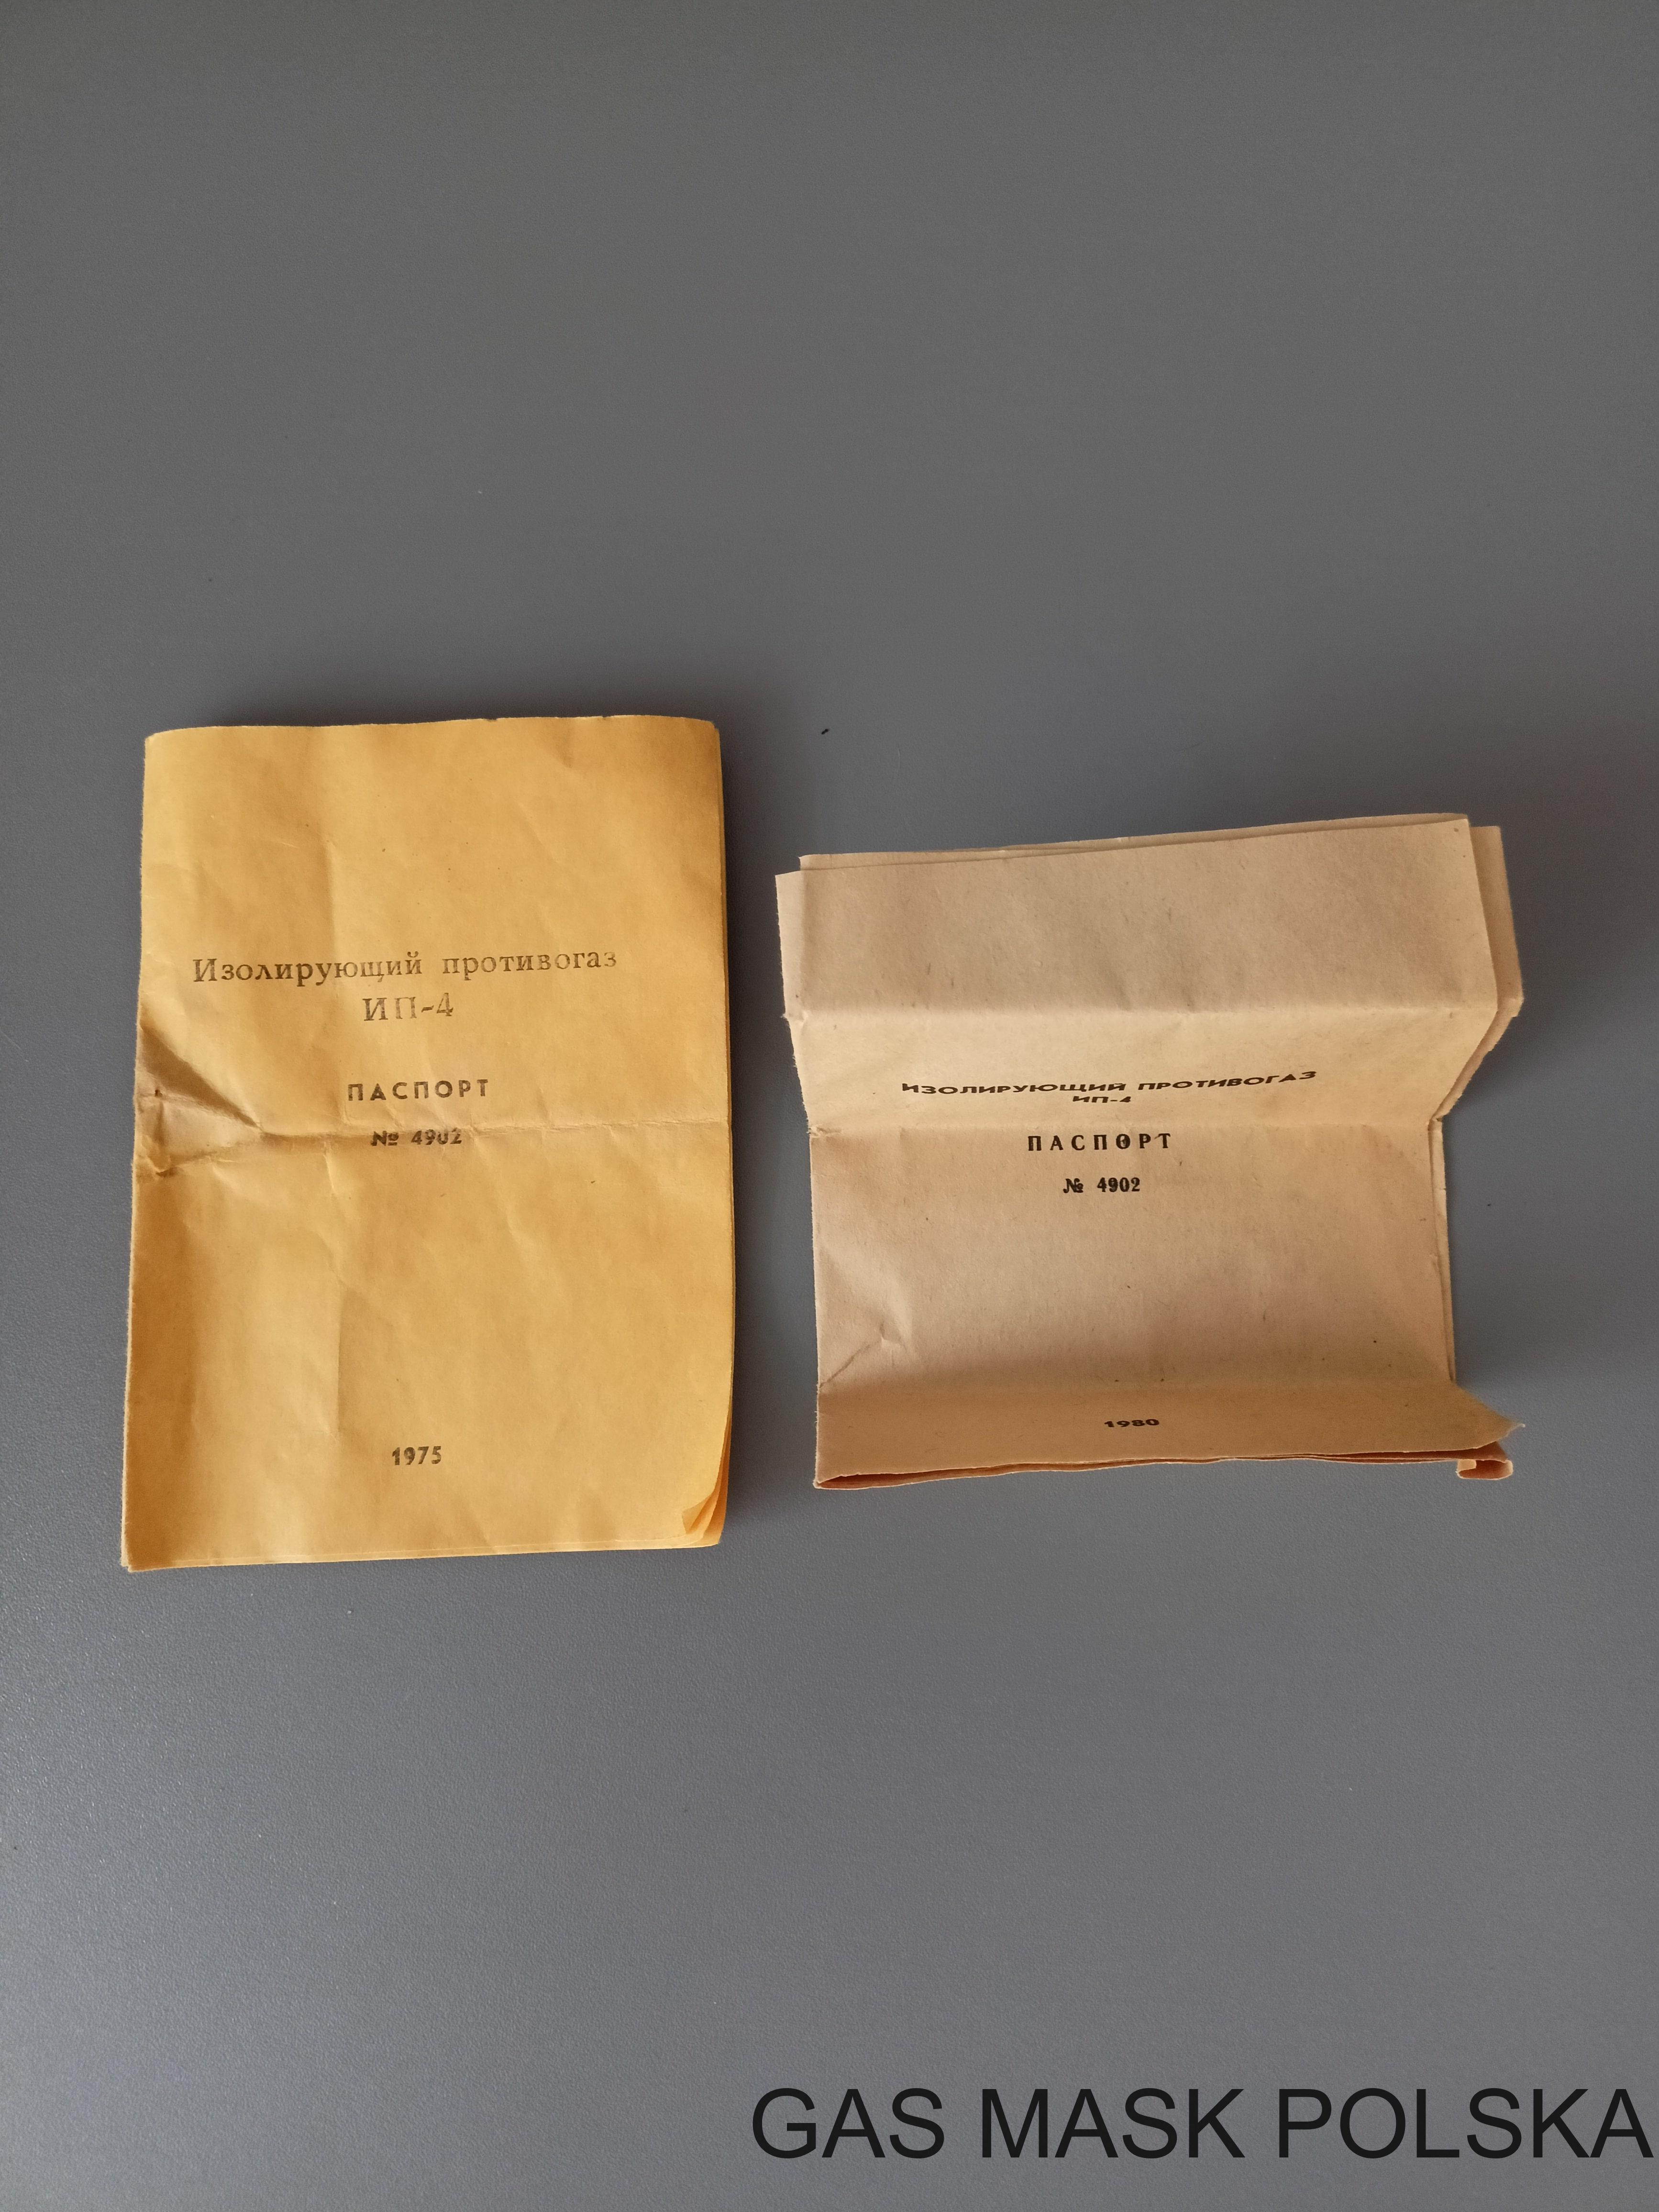 Изолирующий противогаз
ИП-4
ПАСПОРТ
№ 4902
1975
ИЗОЛИРУЮЩИЙ ПРОТИВОГАЗ
ИП-4
ПАСПОРТ
№ 4902
1980
GAS MASK POLSKA